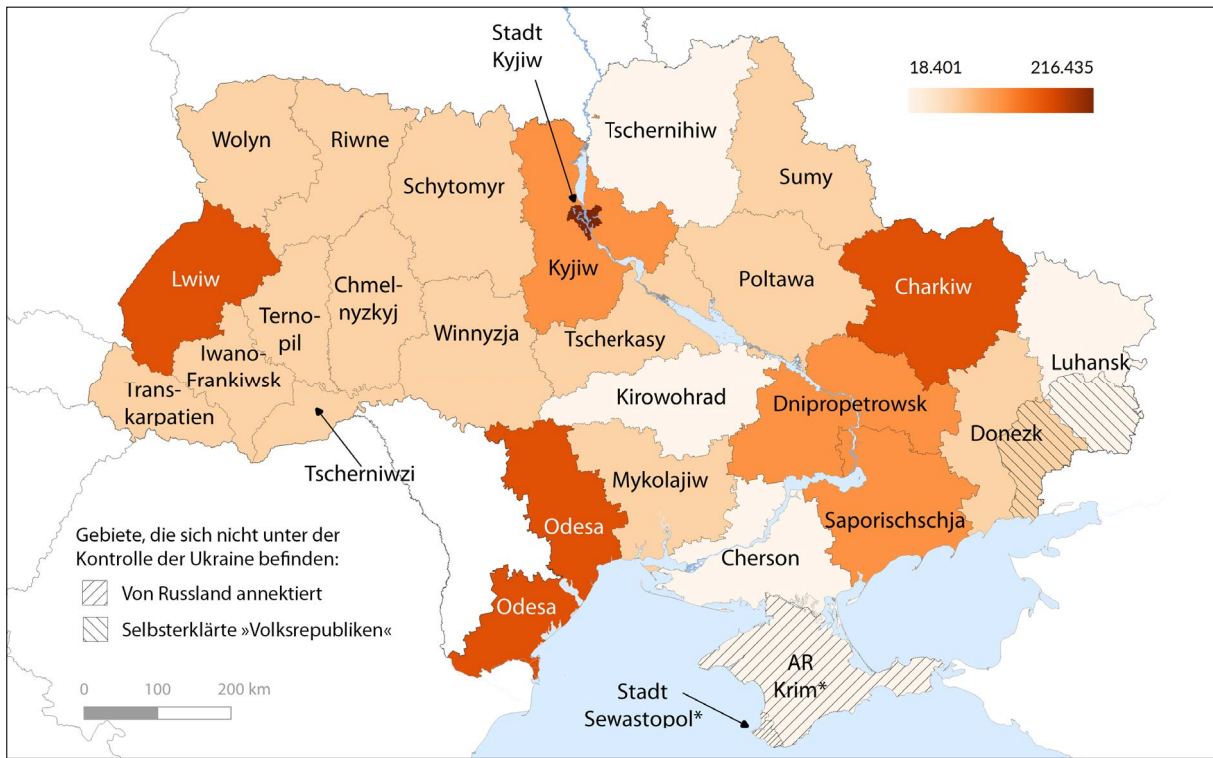 Stadt
Kyjiw
18.401
216.435
Tschernihiw
Wolyn
Riwne
Schytomyr
Sumy
Lwiw
Kyjiw
Poltawa
Charkiw
Chmel-
nyzkyj
Terno-
pil
Winnyzja
Tscherkasy
Iwano-
Frankiwsk
Luhansk
Trans-
karpatien
Kirowohrad
Dnipropetrowsk
Donezk
Tscherniwzi
Mykolajiw
Odesa
Saporischschja
Cherson
Gebiete, die sich nicht unter der
Kontrolle der Ukraine befinden:
Von Russland annektiert
Selbsterklärte »Volksrepubliken«
Odesa
AR
Krim*
Stadt
Sewastopol*
0
100
200 km